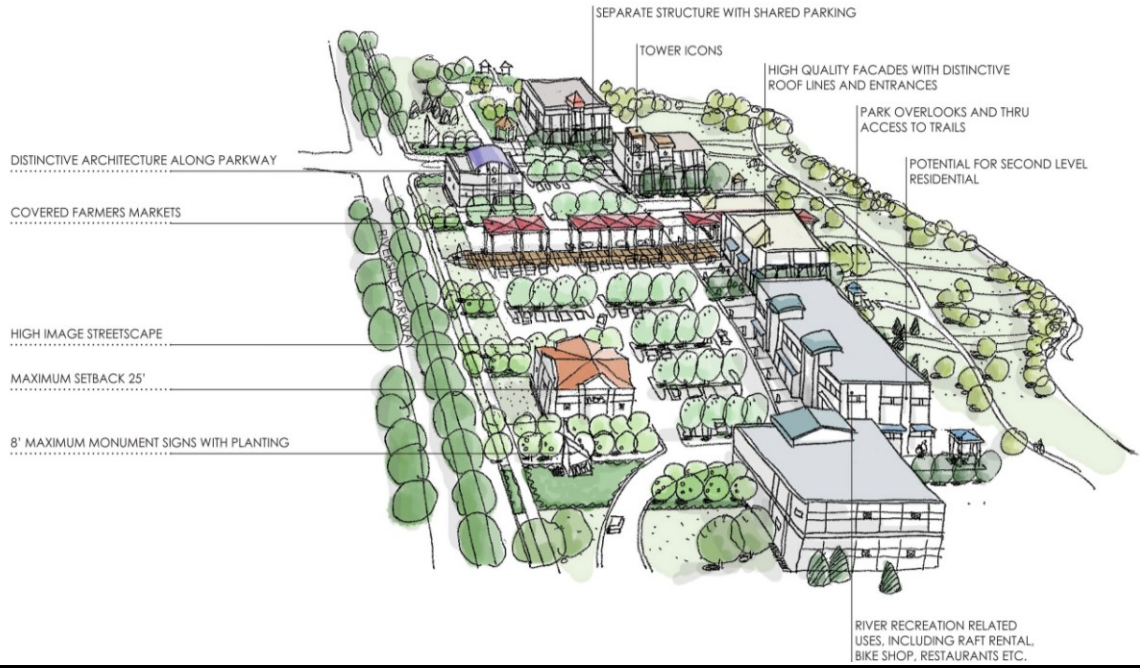 SEPARATE STRUCTURE WITH SHARED PARKING
TOWER ICONS
HIGH QUALITY FACADES WITH DISTINCTIVE
ROOF LINES AND ENTRANCES
PARK OVERLOOKS AND THRU
ACCESS TO TRAILS
POTENTIAL FOR SECOND LEVEL
RESIDENTIAL
DISTINCTIVE ARCHITECTURE ALONG PARKWAY
COVERED FARMERS MARKETS
HIGH IMAGE STREETSCAPE
MAXIMUM SETBACK 25'
8' MAXIMUM MONUMENT SIGNS WITH PLANTING
RIVER RECREATION RELATED
USES, INCLUDING RAFT RENTAL,
BIKE SHOP, RESTAURANTS ETC.